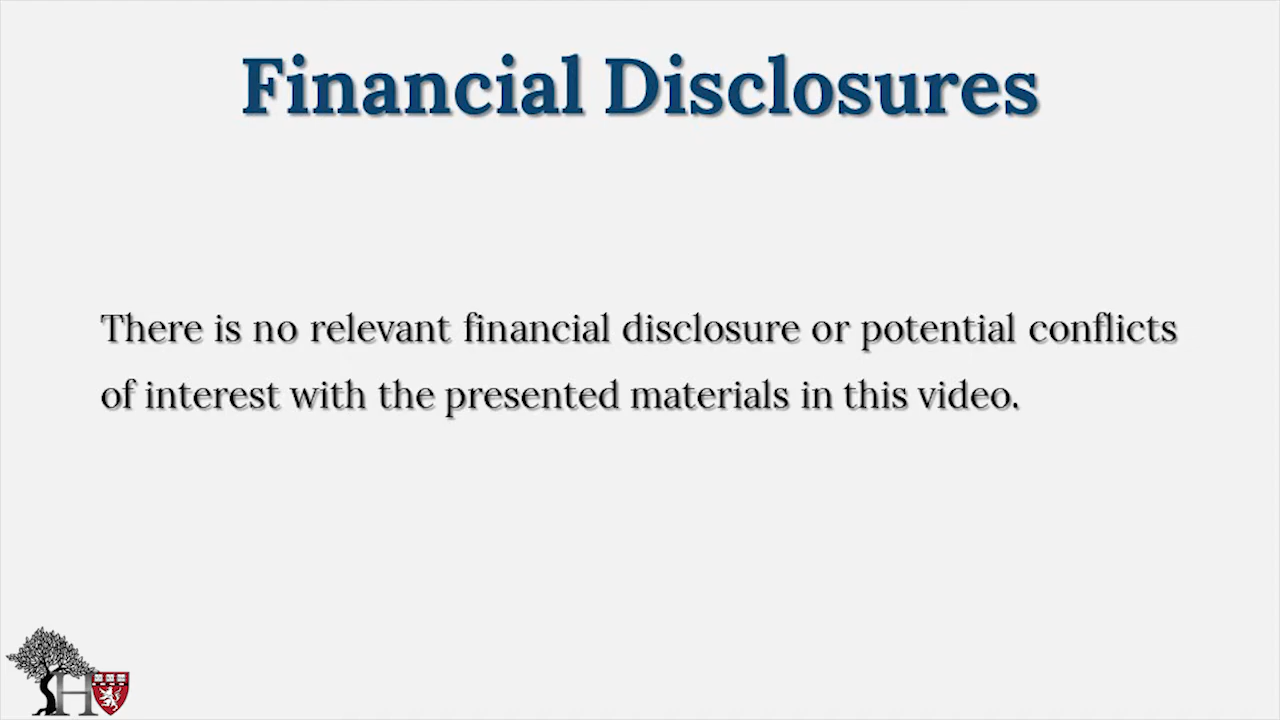 Financial Disclosures
There is no relevant financial disclosure or potential conflicts
of interest with the presented materials in this video.
H